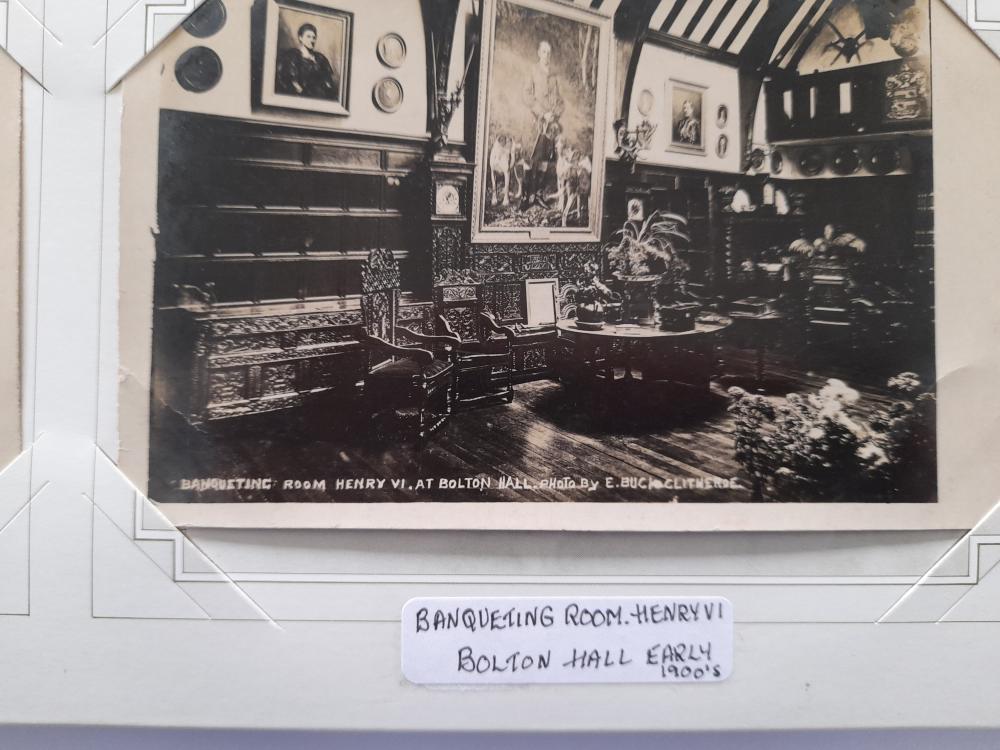 BANQUETING ROOM HENRY VI. AT BOLTON HALL. PHOTO BY E. BUCK CLITHEROE
BANQUETING ROOM. HENRY VI
BOLTON HALL EARLY
1900'S